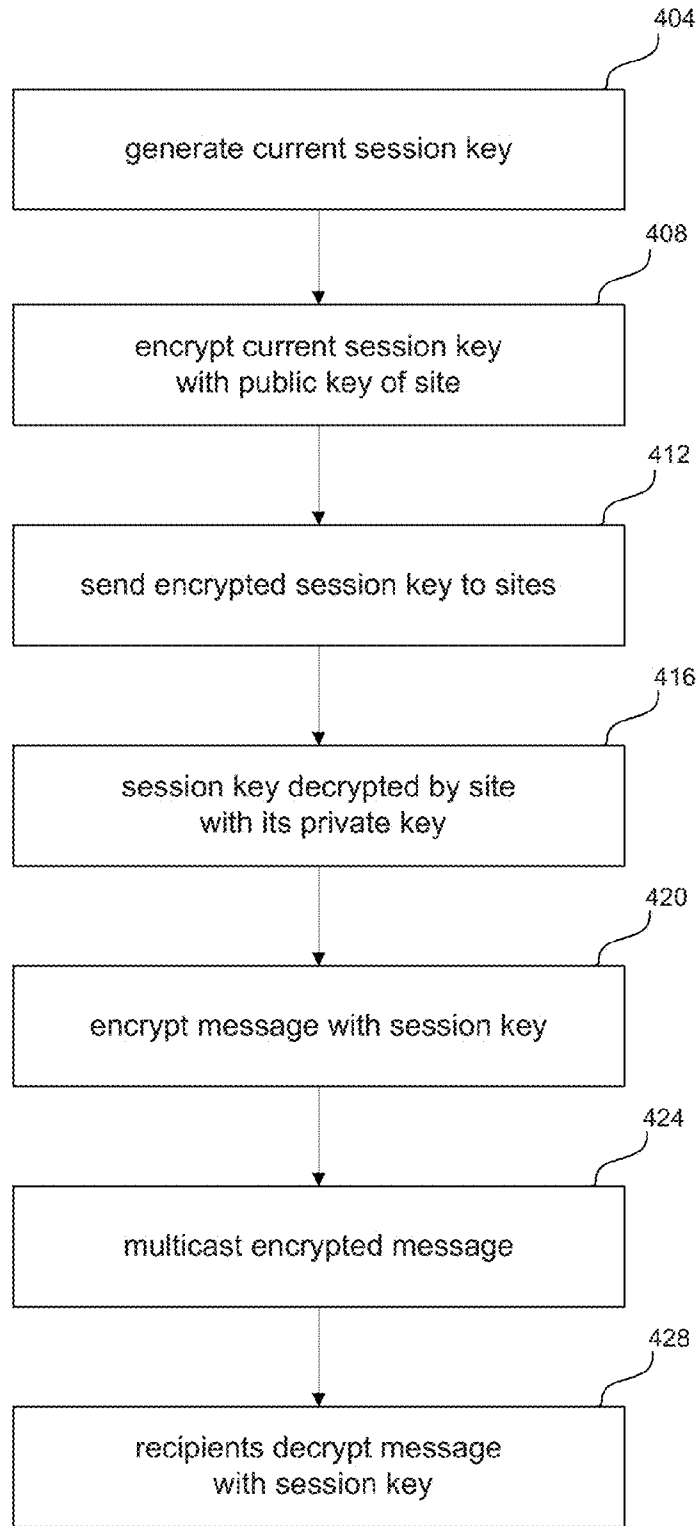 404
generate current session key
408
encrypt current session key
with public key of site
412
send encrypted session key to sites
416
session key decrypted by site
with its private key
420
encrypt message with session key
424
multicast encrypted message
428
recipients decrypt message
with session key